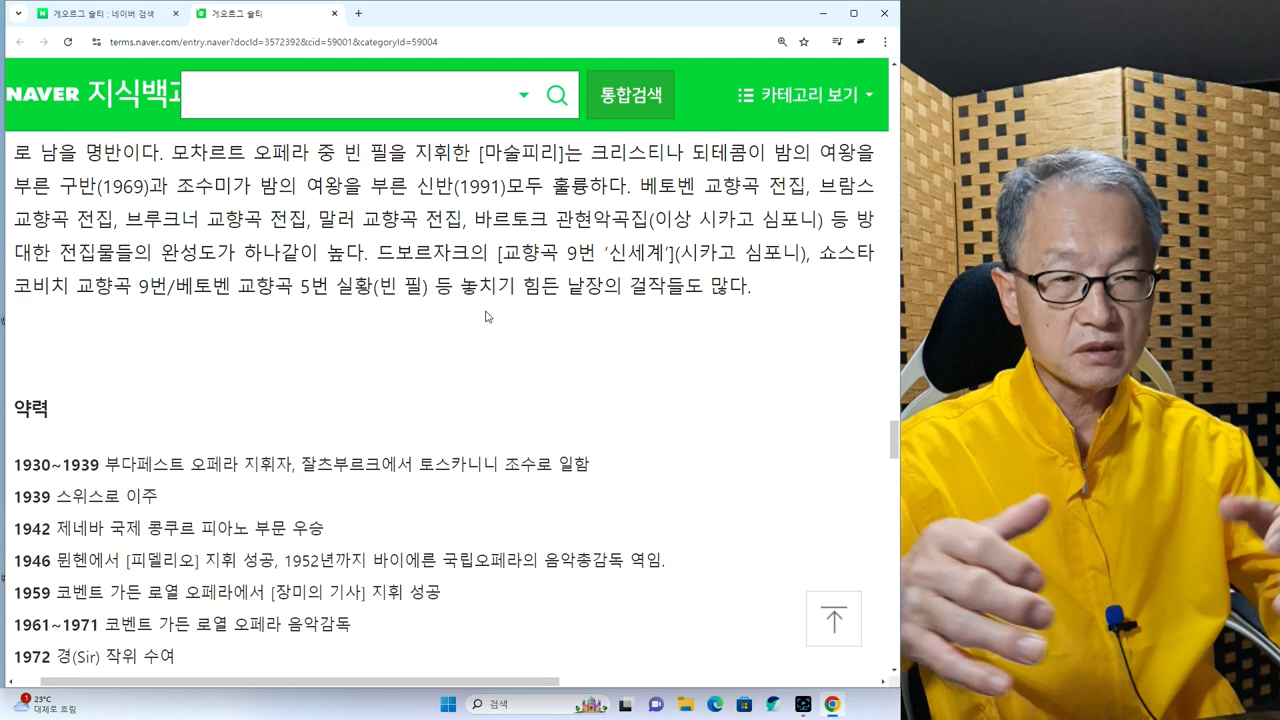 게오르그 솔티 : 네이버 검색
게오르그 솔티
terms.naver.com/entry.naver?docId=3572392&cid=59001&categoryId=59004
NAVER 지식백과
통합검색
카테고리 보기
로 남을 명반이다. 모차르트 오페라 중 빈 필을 지휘한 [마술피리]는 크리스티나 되테콤이 밤의 여왕을
부른 구반(1969)과 조수미가 밤의 여왕을 부른 신반(1991)모두 훌륭하다. 베토벤 교향곡 전집, 브람스
교향곡 전집, 브루크너 교향곡 전집, 말러 교향곡 전집, 바르토크 관현악곡집(이상 시카고 심포니) 등 방
대한 전집물들의 완성도가 하나같이 높다. 드보르자크의 [교향곡 9번 ‘신세계’](시카고 심포니), 쇼스타
코비치 교향곡 9번/베토벤 교향곡 5번 실황(빈 필) 등 놓치기 힘든 낱장의 걸작들도 많다.
약력
1930~1939 부다페스트 오페라 지휘자, 잘츠부르크에서 토스카니니 조수로 일함
1939 스위스로 이주
1942 제네바 국제 콩쿠르 피아노 부문 우승
1946 뮌헨에서 [피델리오] 지휘 성공, 1952년까지 바이에른 국립오페라의 음악총감독 역임.
1959 코벤트 가든 로열 오페라에서 [장미의 기사] 지휘 성공
1961~1971 코벤트 가든 로열 오페라 음악감독
1972 경(Sir) 작위 수여
1
23°C
대체로 흐림
검색